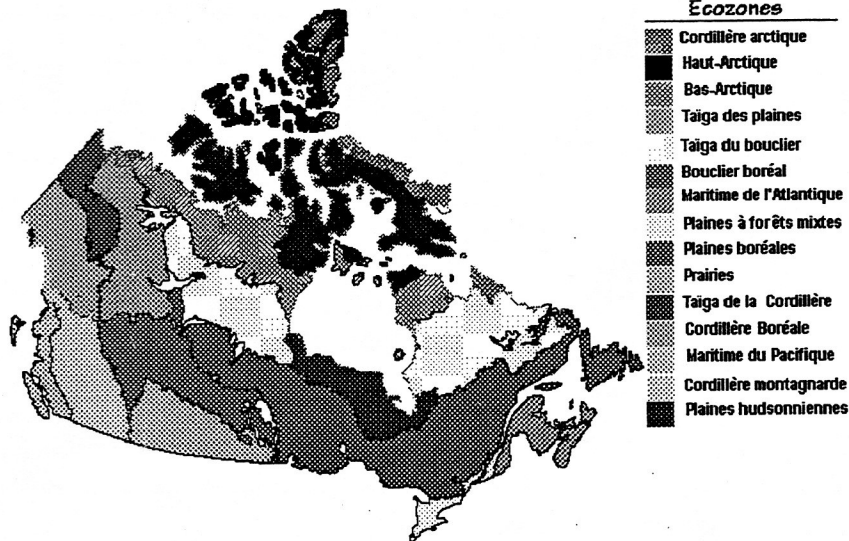 Ecozones
Cordillère arctique
Haut-Arctique
Bas-Arctique
Taïga des plaines
Taïga du bouclier
Bouclier boréal
Maritime de l'Atlantique
Plaines à forêts mixtes
Plaines boréales
Prairies
Taïga de la Cordillère
Cordillère Boréale
Maritime du Pacifique
Cordillère montagnarde
Plaines hudsonniennes